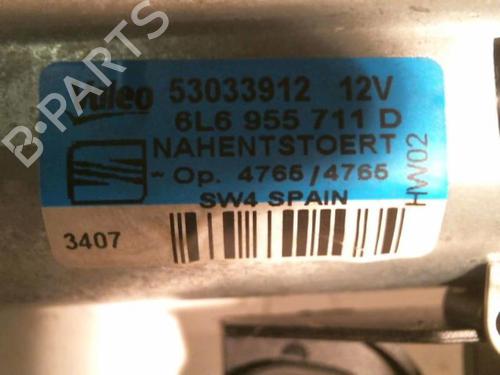 B-PARTS
Valeo 53033912 12V
6L6 955 711 D
NAHENTSTOERT
~ Op. 4765/4765
SW4 SPAIN
HW02
3407